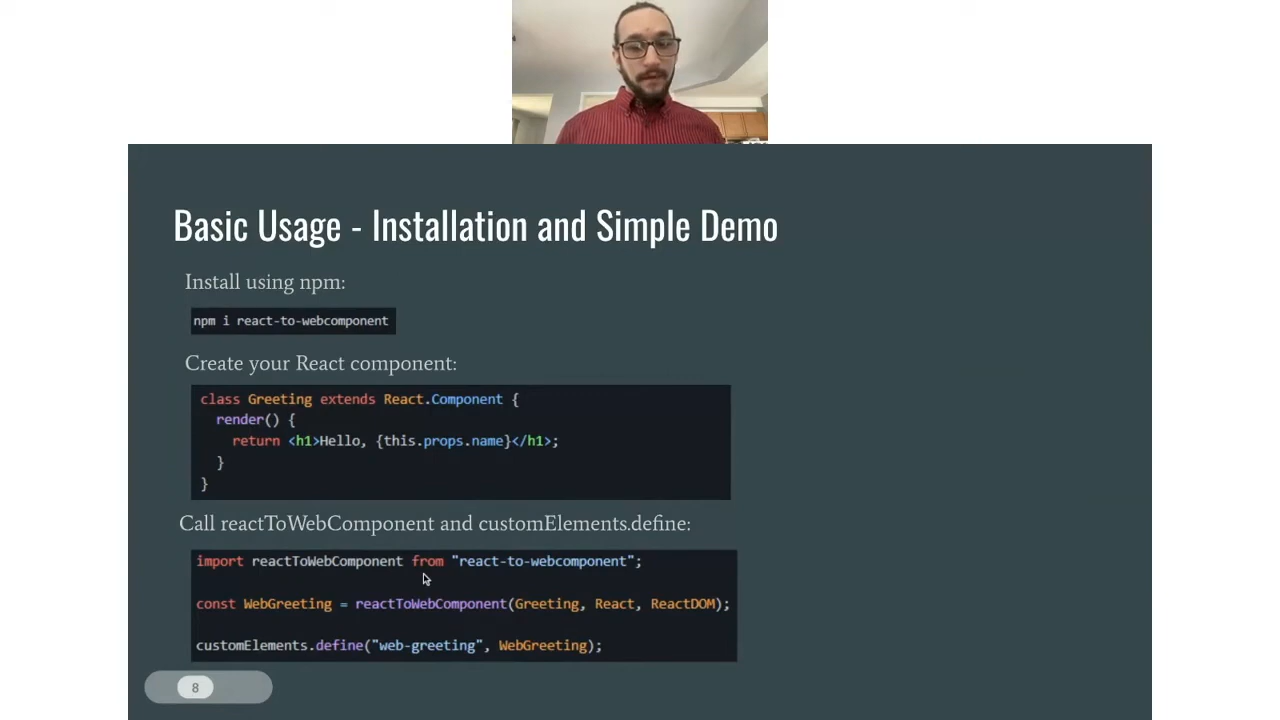 Basic Usage - Installation and Simple Demo
Install using npm:
npm i react-to-webcomponent
Create your React component:
class Greeting extends React.Component {
render() {
return <h1>Hello, {this.props.name}</h1>;
}
}
Call reactToWebComponent and customElements.define:
import reactToWebComponent from "react-to-webcomponent";
const WebGreeting = reactToWebComponent(Greeting, React, ReactDOM);
customElements.define("web-greeting", WebGreeting);
8